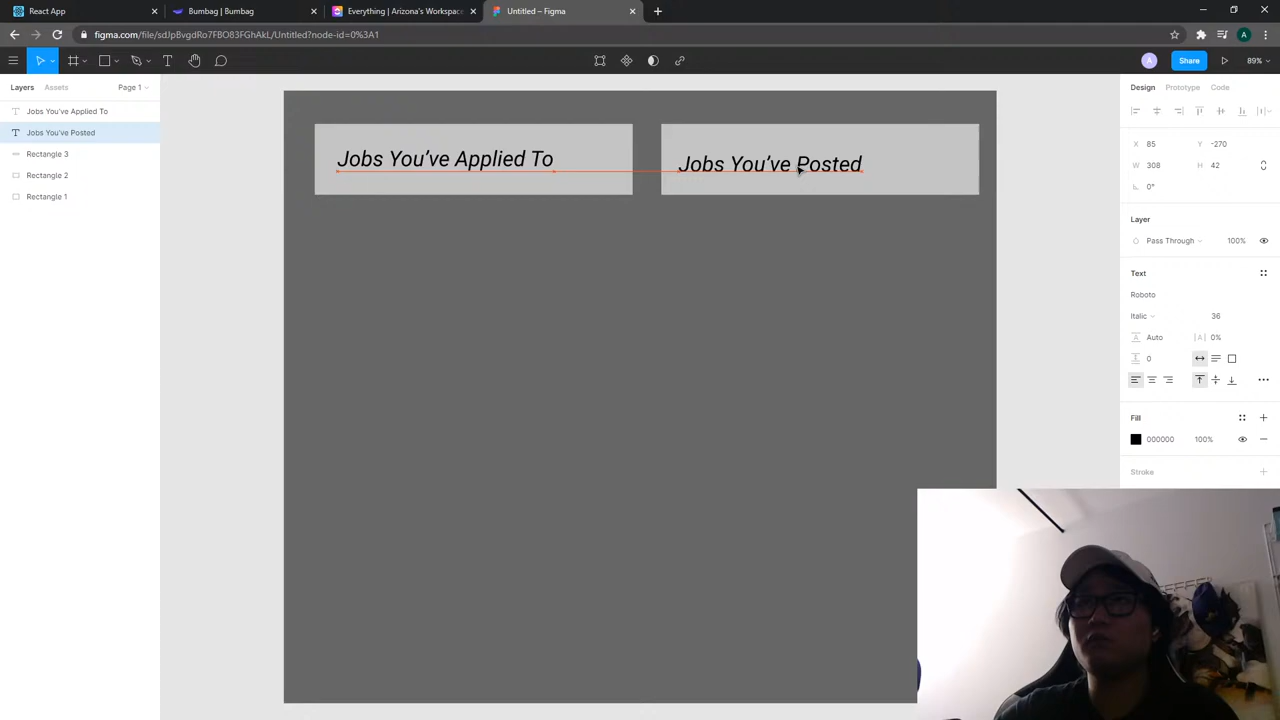 React App
Bumbag | Bumbag
Everything | Arizona's Workspace
Untitled – Figma
figma.com/file/sdJpBvgdRo7FBO83FGhAkL/Untitled?node-id=0%3A1
A
A
Share
89%
Layers
Assets
Page 1
Jobs You've Applied To
Jobs You've Posted
Rectangle 3
Rectangle 2
Rectangle 1
Jobs You've Applied To
Jobs You've Posted
Design
Prototype
Code
X 85
Y -270
W 308
H 42
0°
Layer
Pass Through
100%
Text
Roboto
Italic
36
Auto
0%
0
Fill
000000
100%
Stroke